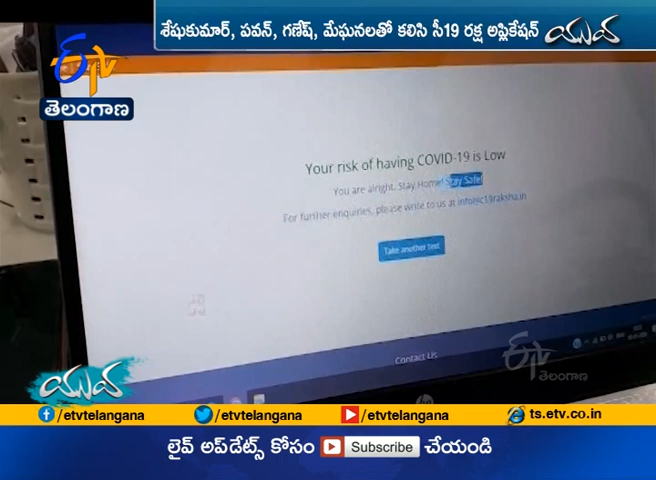 శేషుకుమార్, పవన్, గణేష్, మేఘనలతో కలిసి సీ19 రక్ష అప్లికేషన్
యువ
ETV
తెలంగాణ
Your risk of having COVID-19 is Low
You are alright. Stay Home! Stay Safe!
For further enquiries, please write to us at info@c19raksha.in
Take another test
Contact Us
ETV
తెలంగాణ
hp
యువ
/etvtelangana
/etvtelangana
/etvtelangana
ts.etv.co.in
లైవ్ అప్‌డేట్స్ కోసం Subscribe చేయండి